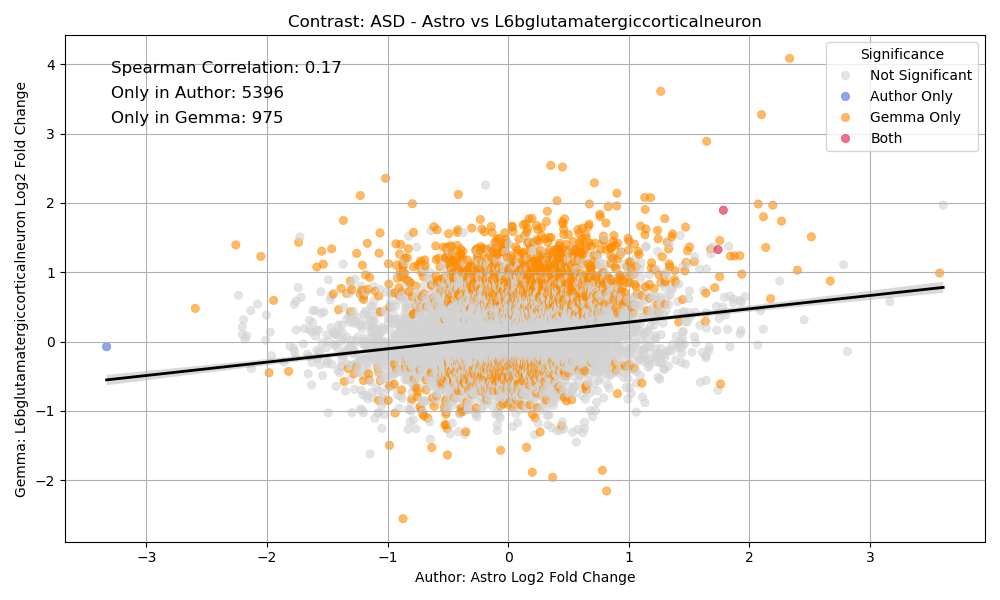 Contrast: ASD - Astro vs L6bglutamatergiccorticalneuron
Spearman Correlation: 0.17
Only in Author: 5396
Only in Gemma: 975
Significance
Not Significant
Author Only
Gemma Only
Both
Gemma: L6bglutamatergiccorticalneuron Log2 Fold Change
4
3
2
1
0
−1
−2
−3
−2
−1
0
1
2
3
Author: Astro Log2 Fold Change